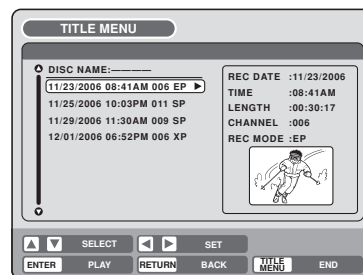 TITLE MENU
DISC NAME:————
11/23/2006 08:41AM 006 EP ▶
11/25/2006 10:03PM 011 SP
11/29/2006 11:30AM 009 SP
12/01/2006 06:52PM 006 XP
REC DATE :11/23/2006
TIME :08:41AM
LENGTH :00:30:17
CHANNEL :006
REC MODE :EP
SELECT SET
ENTER PLAY RETURN BACK TITLE MENU END